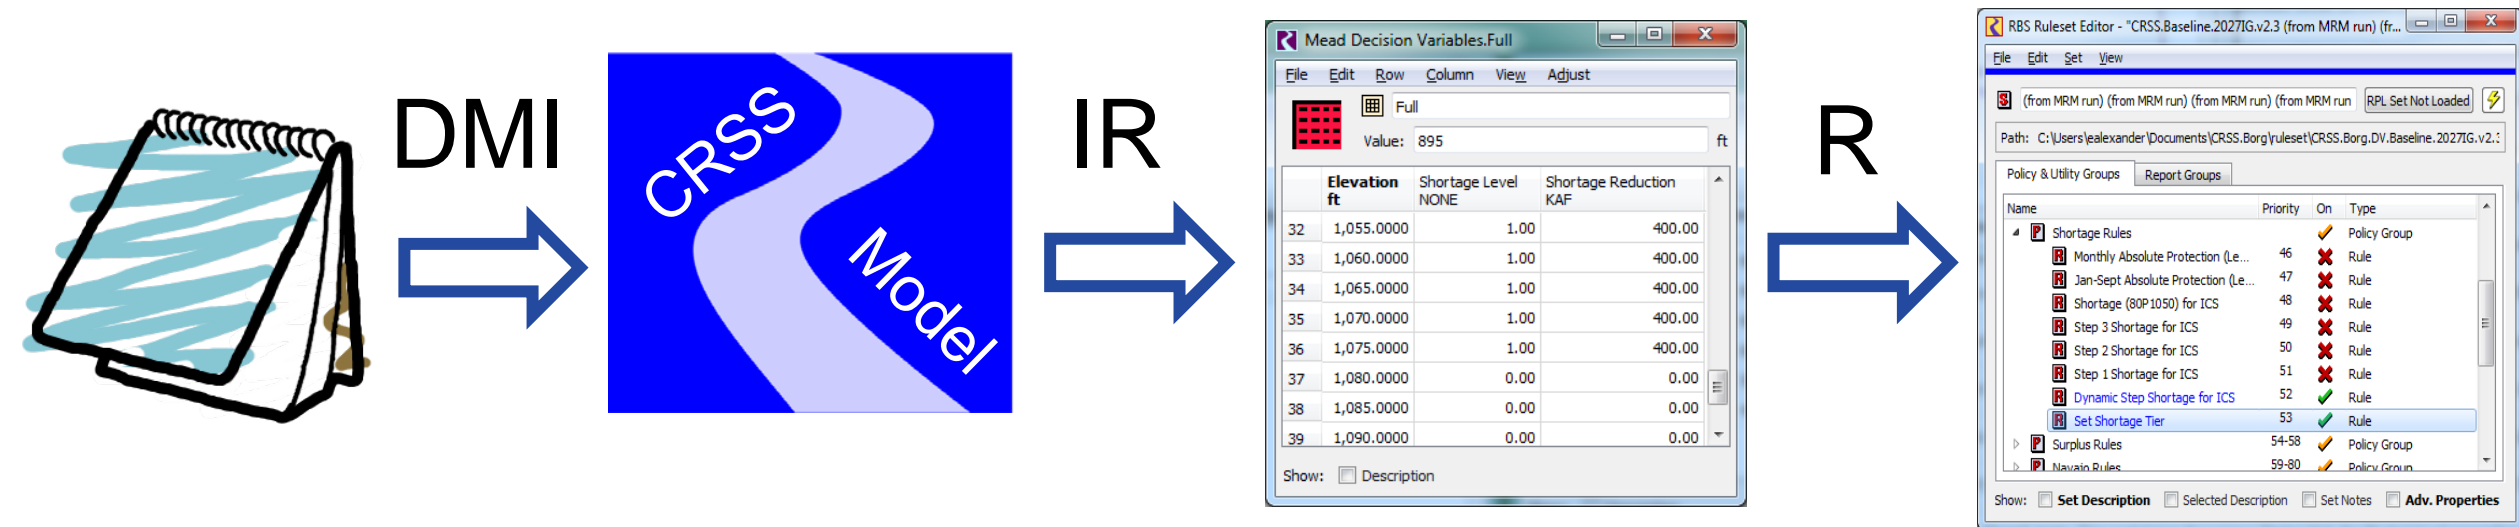 DMI
CRSS
Model
IR
Mead Decision Variables.Full
File Edit Row Column View Adjust
Full
Value: 895 ft
Elevation Shortage Level Shortage Reduction
ft NONE KAF
32 1,055.0000 1.00 400.00
33 1,060.0000 1.00 400.00
34 1,065.0000 1.00 400.00
35 1,070.0000 1.00 400.00
36 1,075.0000 1.00 400.00
37 1,080.0000 0.00 0.00
38 1,085.0000 0.00 0.00
39 1,090.0000 0.00 0.00
Show: Description
R
RBS Ruleset Editor - "CRSS.Baseline.2027IG.v2.3 (from MRM run) (fr...
File Edit Set View
S (from MRM run) (from MRM run) (from MRM run) (from MRM run RPL Set Not Loaded
Path: C:\Users\ealexander\Documents\CRSS.Borg\ruleset\CRSS.Borg.DV.Baseline.2027IG.v2.3
Policy & Utility Groups Report Groups
Name Priority On Type
P Shortage Rules Policy Group
R Monthly Absolute Protection (Le... 46 Rule
R Jan-Sept Absolute Protection (Le... 47 Rule
R Shortage (80P1050) for ICS 48 Rule
R Step 3 Shortage for ICS 49 Rule
R Step 2 Shortage for ICS 50 Rule
R Step 1 Shortage for ICS 51 Rule
R Dynamic Step Shortage for ICS 52 Rule
R Set Shortage Tier 53 Rule
P Surplus Rules 54-58 Policy Group
P Navajo Rules 59-80 Policy Group
Show: Set Description Selected Description Set Notes Adv. Properties